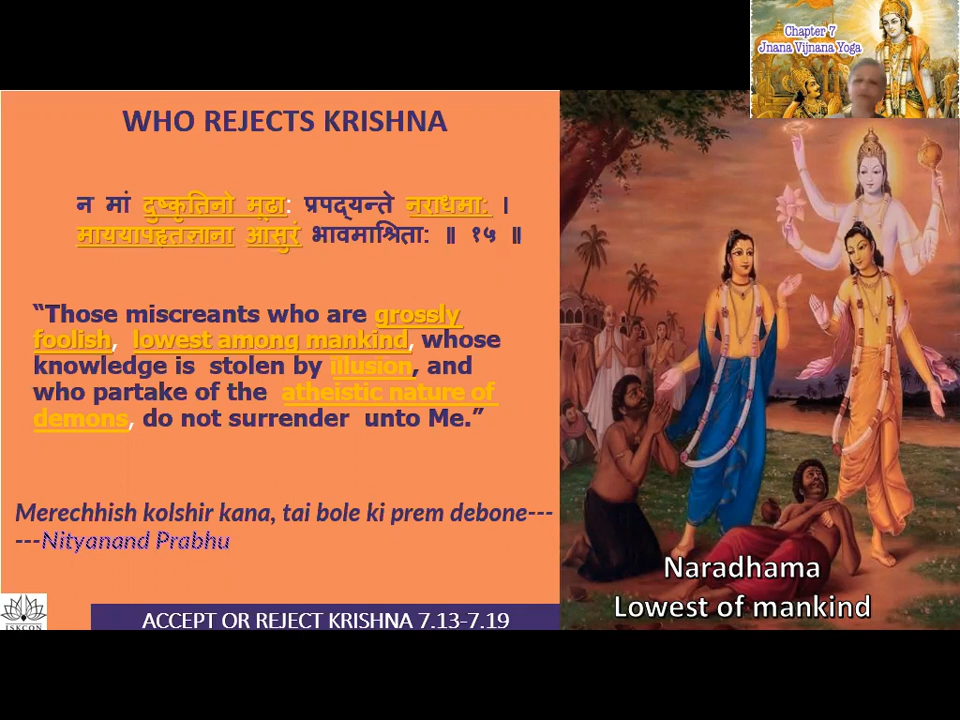 Chapter 7
Jnana Vijnana Yoga
WHO REJECTS KRISHNA
न मां दुष्कृतिनो मूढाः प्रपद्यन्ते नराधमाः ।
माययापहृतज्ञाना आसुरं भावमाश्रिताः ॥ १५ ॥
“Those miscreants who are grossly
foolish, lowest among mankind, whose
knowledge is stolen by illusion, and
who partake of the atheistic nature of
demons, do not surrender unto Me.”
Merechhish kolshir kana, tai bole ki prem debone---
---Nityanand Prabhu
Naradhama
Lowest of mankind
ISKCON
ACCEPT OR REJECT KRISHNA 7.13-7.19